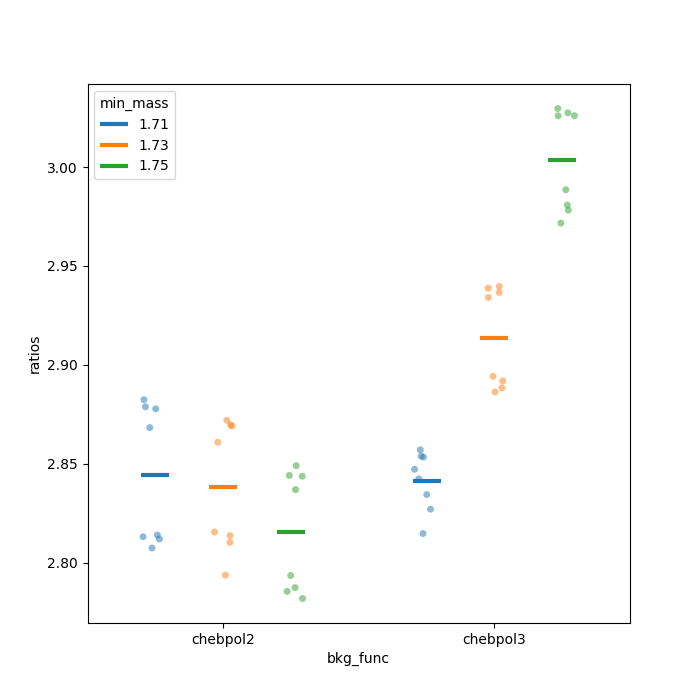 min_mass
1.71
1.73
1.75
3.00
2.95
2.90
2.85
2.80
ratios
chebpol2
chebpol3
bkg_func